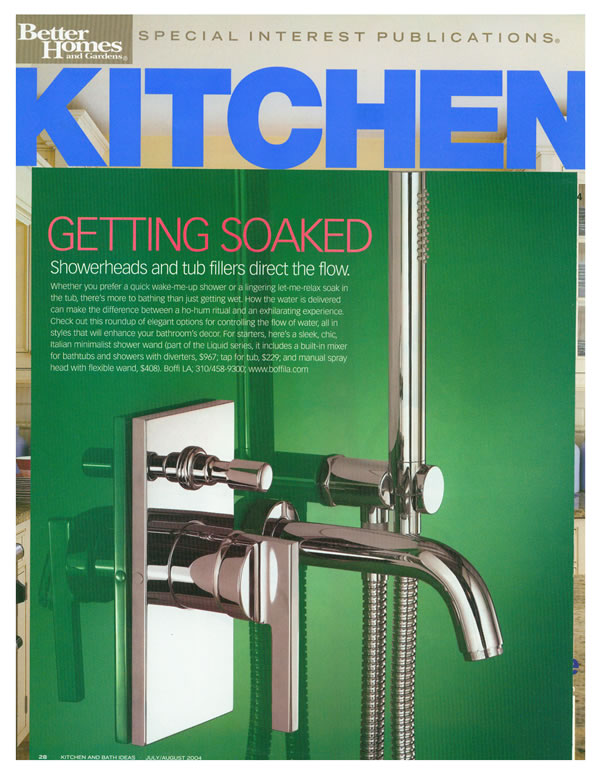 Better
Homes
and Gardens®
SPECIAL INTEREST PUBLICATIONS®
KITCHEN
4
GETTING SOAKED
Showerheads and tub fillers direct the flow.
Whether you prefer a quick wake-me-up shower or a lingering let-me-relax soak in
the tub, there's more to bathing than just getting wet. How the water is delivered
can make the difference between a ho-hum ritual and an exhilarating experience.
Check out this roundup of elegant options for controlling the flow of water, all in
styles that will enhance your bathroom's decor. For starters, here's a sleek, chic,
Italian minimalist shower wand (part of the Liquid series, it includes a built-in mixer
for bathtubs and showers with diverters, $967; tap for tub, $229; and manual spray
head with flexible wand, $408). Boffi LA; 310/458-9300; www.boffila.com
28 KITCHEN AND BATH IDEAS JULY/AUGUST 2004